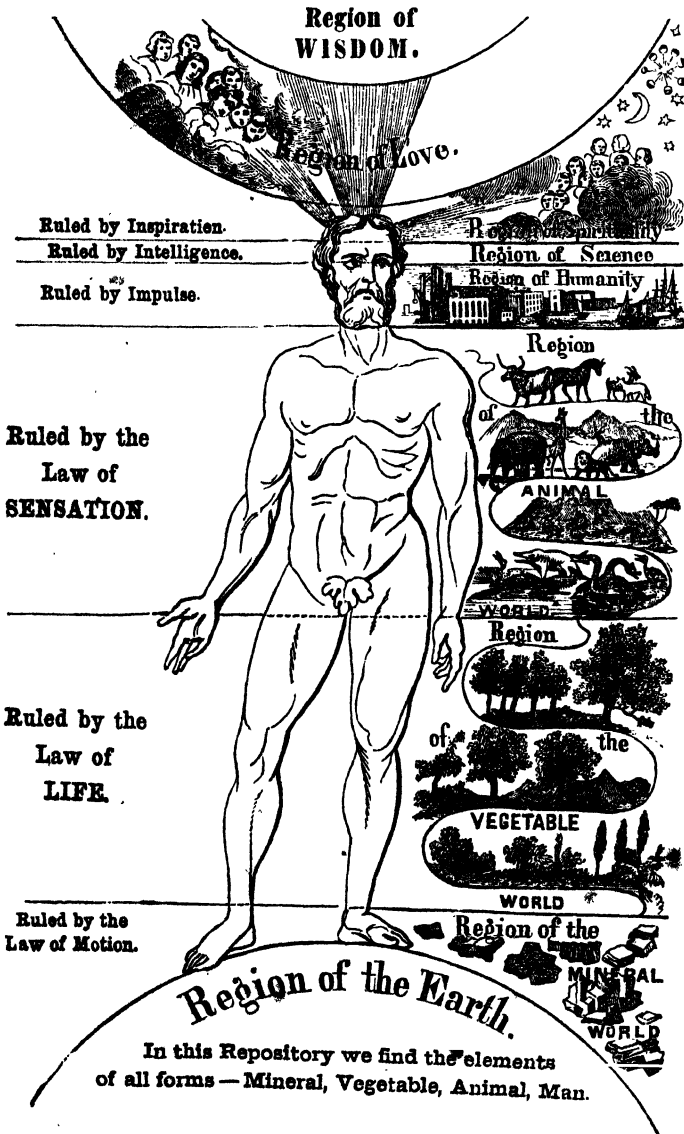 Region of
WISDOM.
Region of Love.
Ruled by Inspiration.
Region of Spirituality
Ruled by Intelligence.
Region of Science
Ruled by Impulse.
Region of Humanity
Region
of the
ANIMAL
WORLD
Ruled by the
Law of
SENSATION.
Region
of the
VEGETABLE
WORLD
Ruled by the
Law of
LIFE.
Ruled by the
Law of Motion.
Region of the
MINERAL
WORLD
Region of the Earth.
In this Repository we find the elements
of all forms — Mineral, Vegetable, Animal, Man.